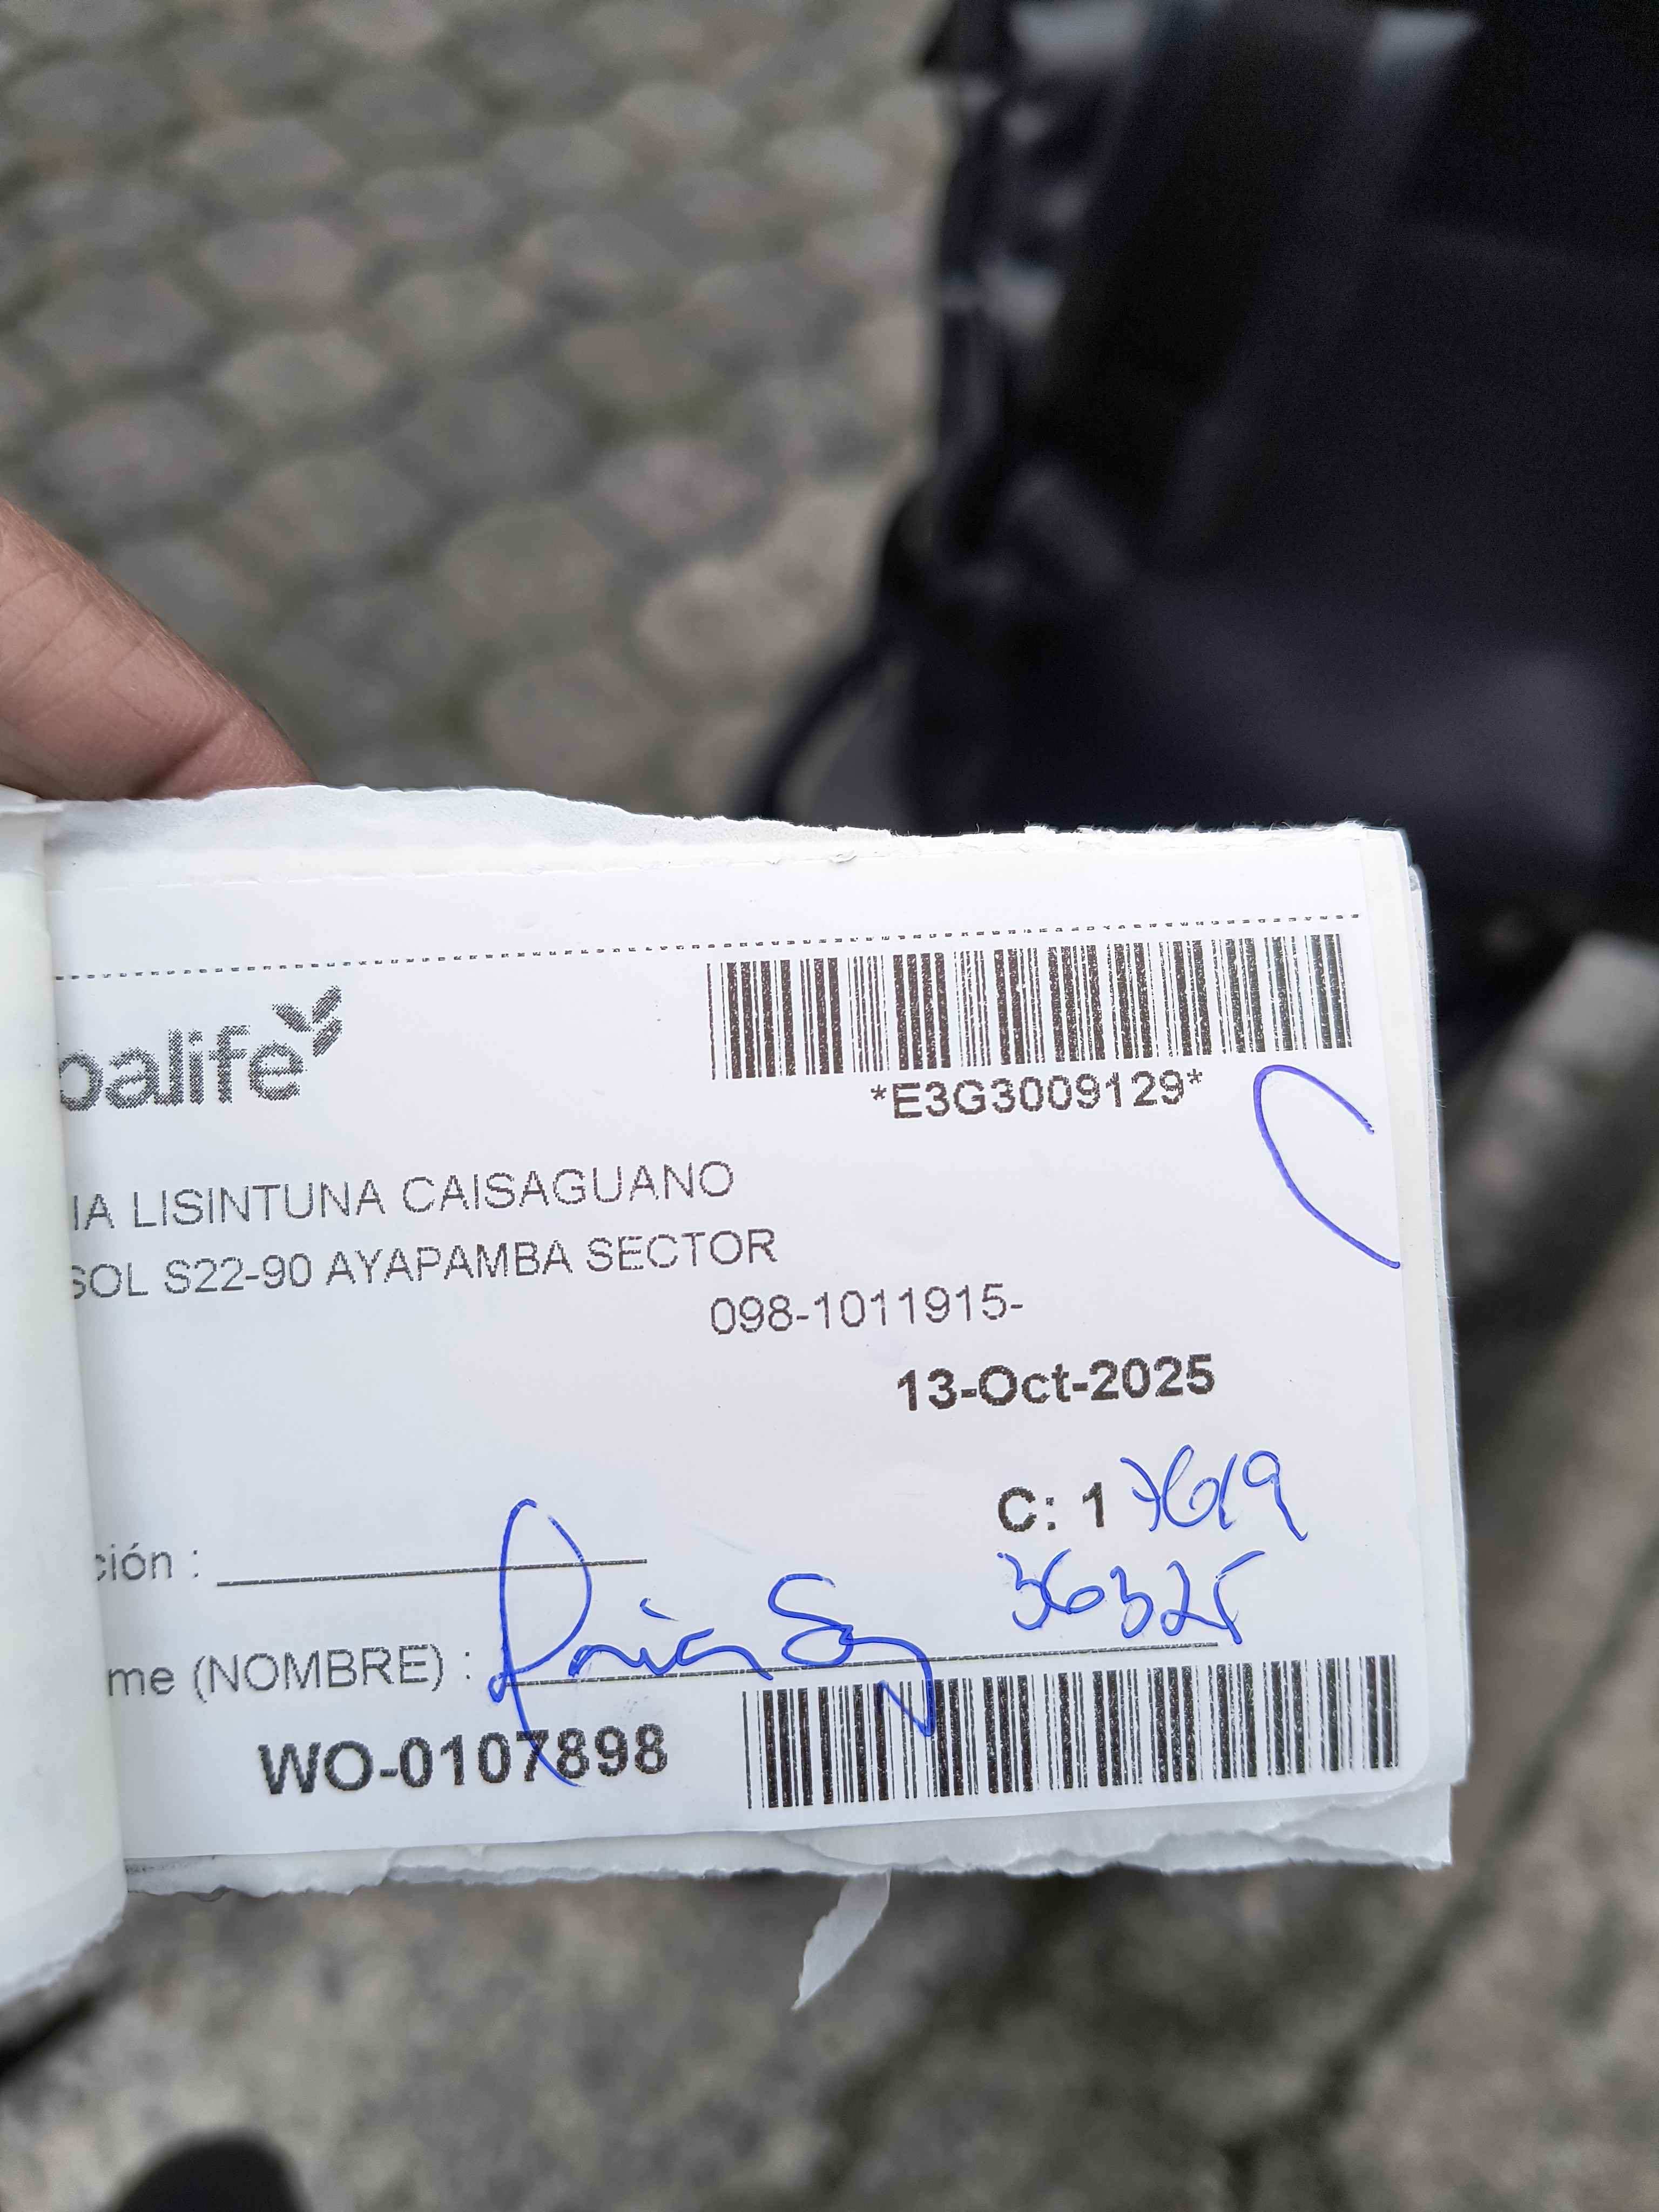 balife
*E3G3009129*
IA LISINTUNA CAISAGUANO
SOL S22-90 AYAPAMBA SECTOR
098-1011915-
13-Oct-2025
C: 1
ción :
36325
me (NOMBRE) :
WO-0107898